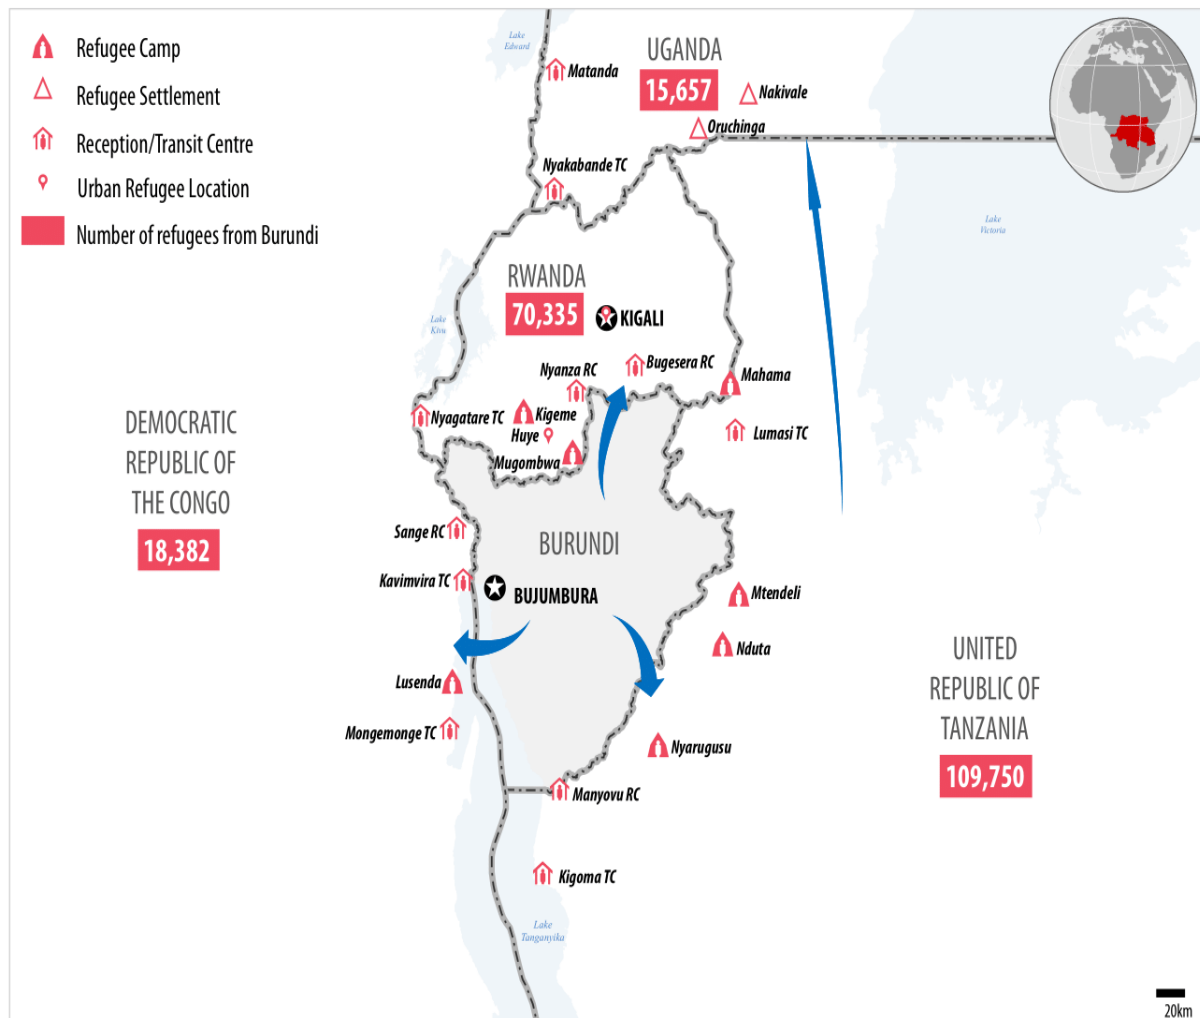 Refugee Camp
Refugee Settlement
Reception/Transit Centre
Urban Refugee Location
Number of refugees from Burundi
Lake
Edward
Matanda
UGANDA
15,657
Nakivale
Oruchinga
Nyakabande TC
Lake
Victoria
RWANDA
70,335
KIGALI
Lake
Kivu
Nyanza RC
Bugesera RC
Mahama
Nyagatare TC
Kigeme
Huye
Mugombwa
Lumasi TC
DEMOCRATIC
REPUBLIC OF
THE CONGO
18,382
Sange RC
BURUNDI
Kavimvira TC
BUJUMBURA
Mtendeli
Nduta
UNITED
REPUBLIC OF
TANZANIA
109,750
Lusenda
Mongemonge TC
Nyarugusu
Manyovu RC
Kigoma TC
Lake
Tanganyika
20km